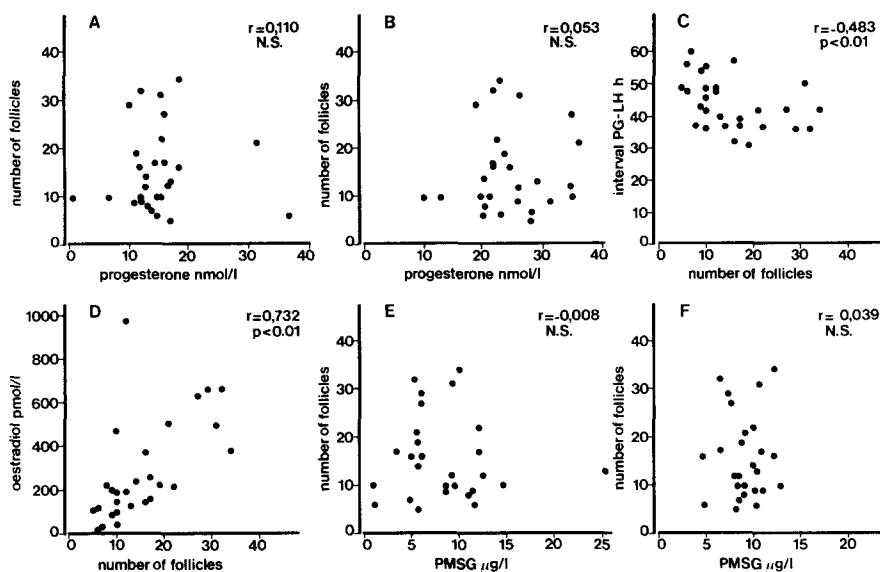 A
r=0,110
N.S.
number of follicles
40
30
20
10
0
0
10
20
30
40
progesterone nmol/l
B
r=0,053
N.S.
number of follicles
40
30
20
10
0
0
10
20
30
40
progesterone nmol/l
C
r=-0,483
p<0.01
interval PG-LH h
60
50
40
30
20
10
0
0
10
20
30
40
number of follicles
D
r=0,732
p<0.01
oestradiol pmol/l
1000
800
600
400
200
0
0
10
20
30
40
number of follicles
E
r=-0,008
N.S.
number of follicles
40
30
20
10
0
0
5
10
15
20
25
PMSG μg/l
F
r= 0,039
N.S.
number of follicles
40
30
20
10
0
0
5
10
15
20
PMSG μg/l